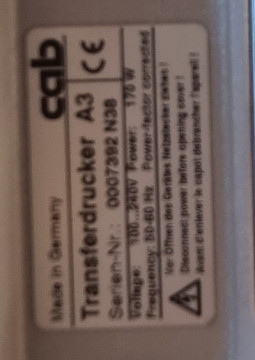 cab
CE
Made in Germany
Transferdrucker A3
Serien-Nr.: 0007392 N38
Voltage: 100...240V Power: 170 W
Frequency: 50-60 Hz Power-factor corrected
Vor Öffnen des Gerätes Netzstecker ziehen!
Disconnect power before opening cover!
Avant d'enlever le capot debrancher l'apareil!